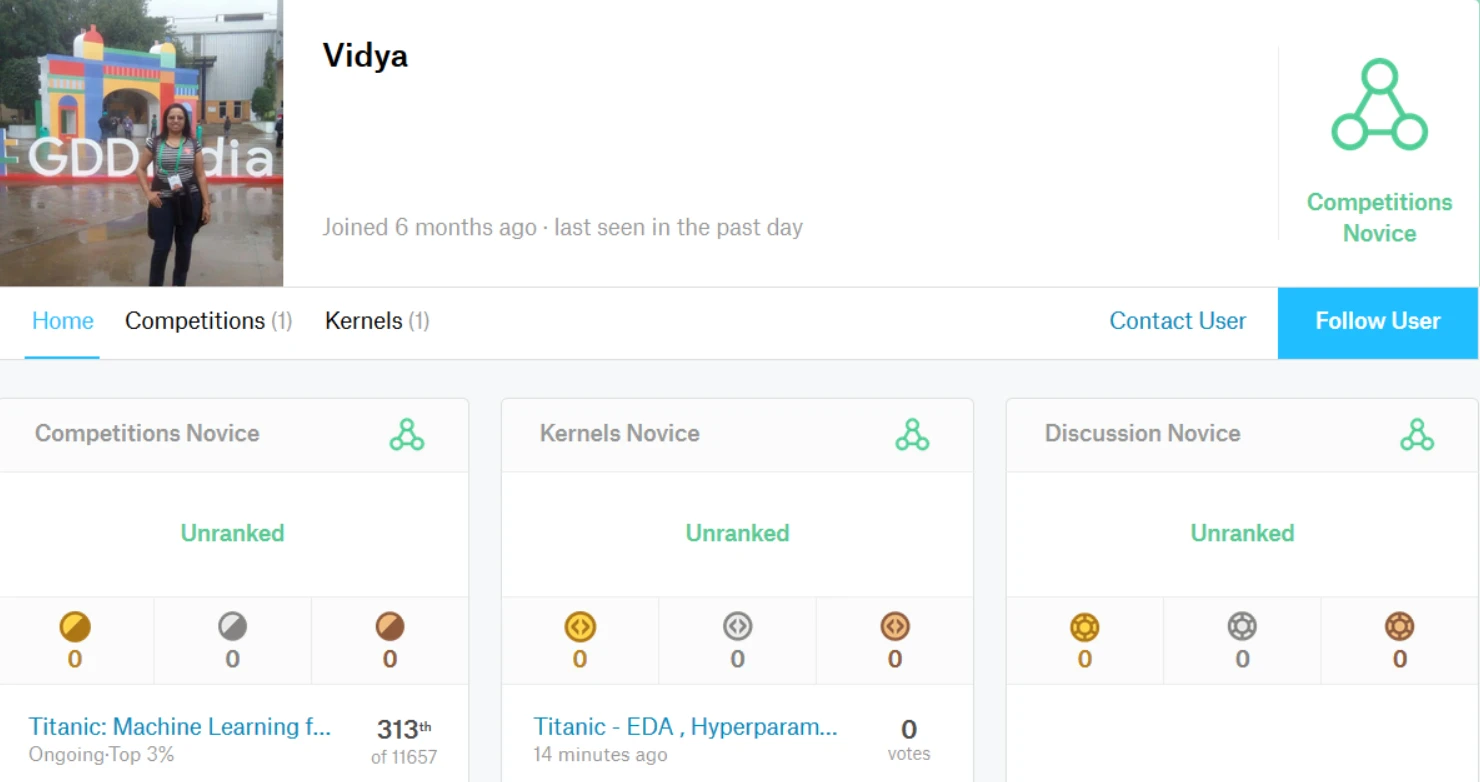 GDD
dia
Vidya
Joined 6 months ago · last seen in the past day
Competitions
Novice
Home
Competitions (1)
Kernels (1)
Contact User
Follow User
Competitions Novice
Unranked
0
0
0
Titanic: Machine Learning f...
313th
Ongoing·Top 3%
of 11657
Kernels Novice
Unranked
0
0
0
Titanic - EDA , Hyperparam...
0
14 minutes ago
votes
Discussion Novice
Unranked
0
0
0